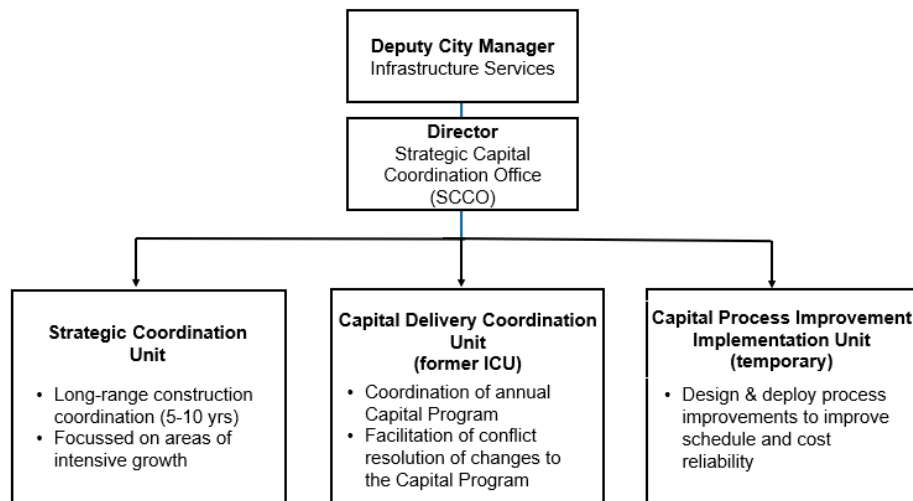 Deputy City Manager
Infrastructure Services
Director
Strategic Capital
Coordination Office
(SCCO)
Strategic Coordination
Unit
• Long-range construction
coordination (5-10 yrs)
• Focussed on areas of
intensive growth
Capital Delivery Coordination
Unit
(former ICU)
• Coordination of annual
Capital Program
• Facilitation of conflict
resolution of changes to
the Capital Program
Capital Process Improvement
Implementation Unit
(temporary)
• Design & deploy process
improvements to improve
schedule and cost
reliability